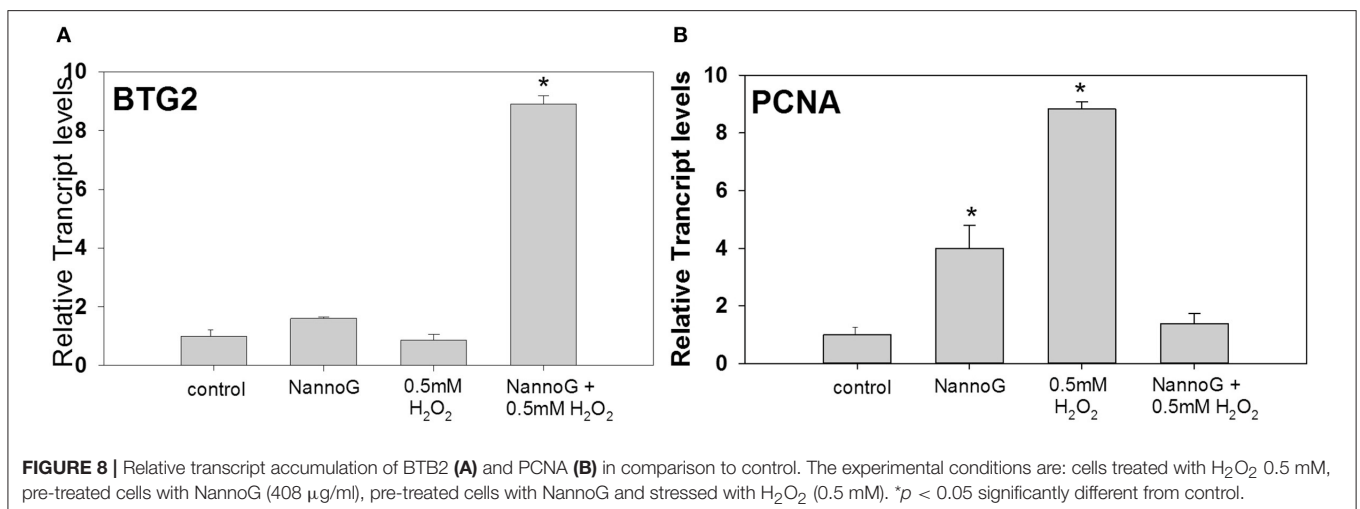 A
BTG2
Relative Trancript levels
10
8
6
4
2
0
*
control
NannoG
0.5mM
H₂O₂
NannoG +
0.5mM H₂O₂
B
PCNA
Relative Trancript levels
10
8
6
4
2
0
*
*
control
NannoG
0.5mM
H₂O₂
NannoG +
0.5mM H₂O₂
FIGURE 8 | Relative transcript accumulation of BTB2 (A) and PCNA (B) in comparison to control. The experimental conditions are: cells treated with H₂O₂ 0.5 mM,
pre-treated cells with NannoG (408 μg/ml), pre-treated cells with NannoG and stressed with H₂O₂ (0.5 mM). *p < 0.05 significantly different from control.